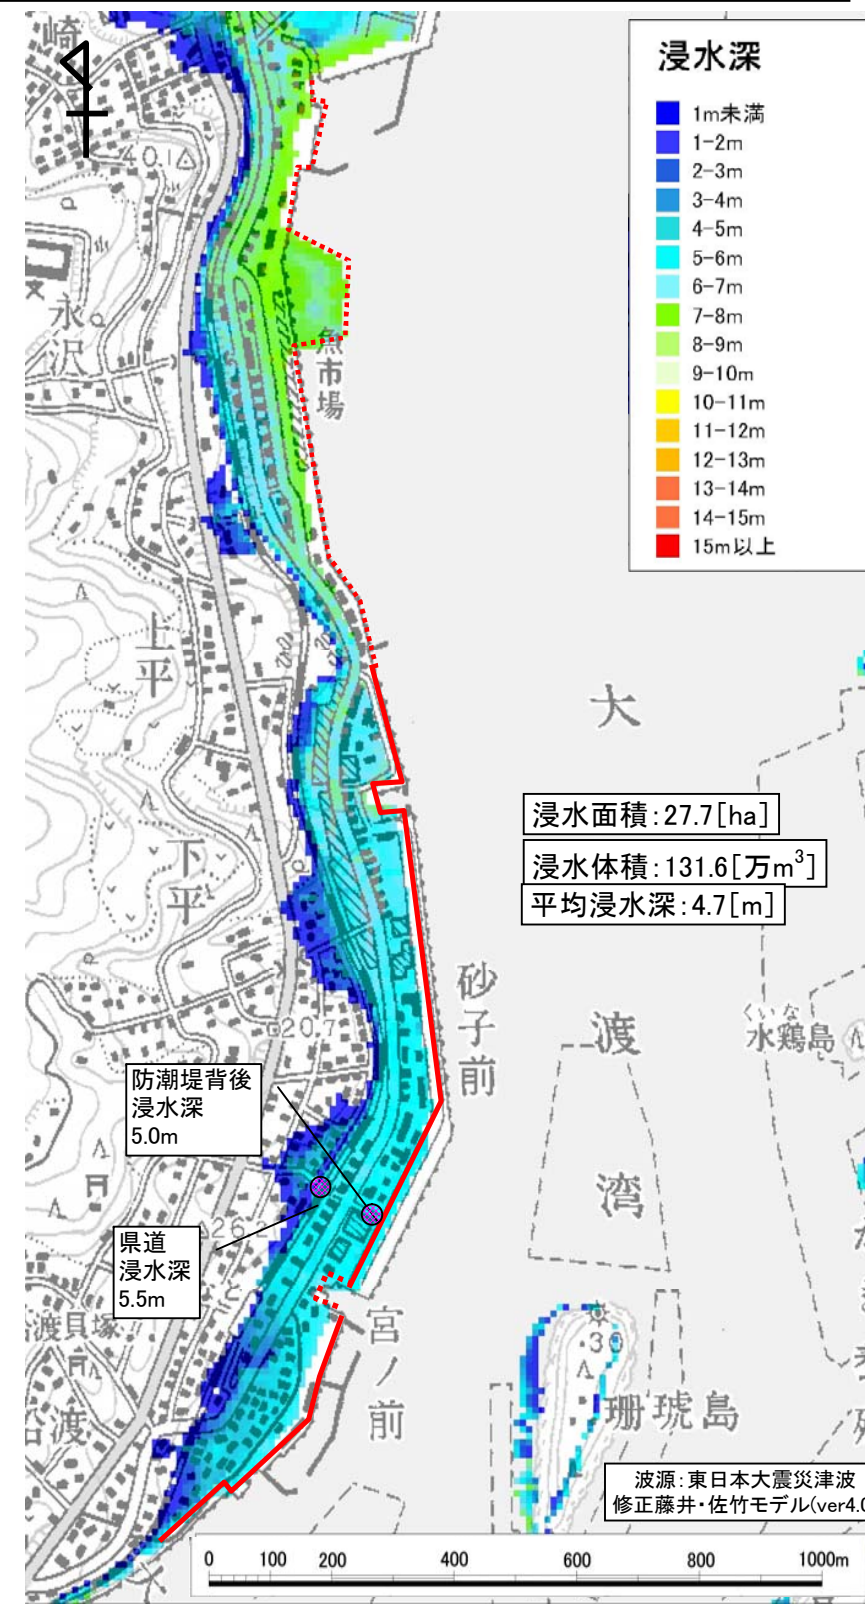 浸水深
1m未満
1-2m
2-3m
3-4m
4-5m
5-6m
6-7m
7-8m
8-9m
9-10m
10-11m
11-12m
12-13m
13-14m
14-15m
15m以上
崎
40.1
永沢
魚市場
上平
大
浸水面積:27.7[ha]
浸水体積:131.6[万m³]
平均浸水深:4.7[m]
下平
砂子前
渡
くいな
水鶏島
20.7
防潮堤背後
浸水深
5.0m
湾
26.2
県道
浸水深
5.5m
と
渡貝塚
宮ノ前
·30
珊琥島
沼渡
波源:東日本大震災津波
修正藤井・佐竹モデル(ver4.0
0 100 200 400 600 800 1000m